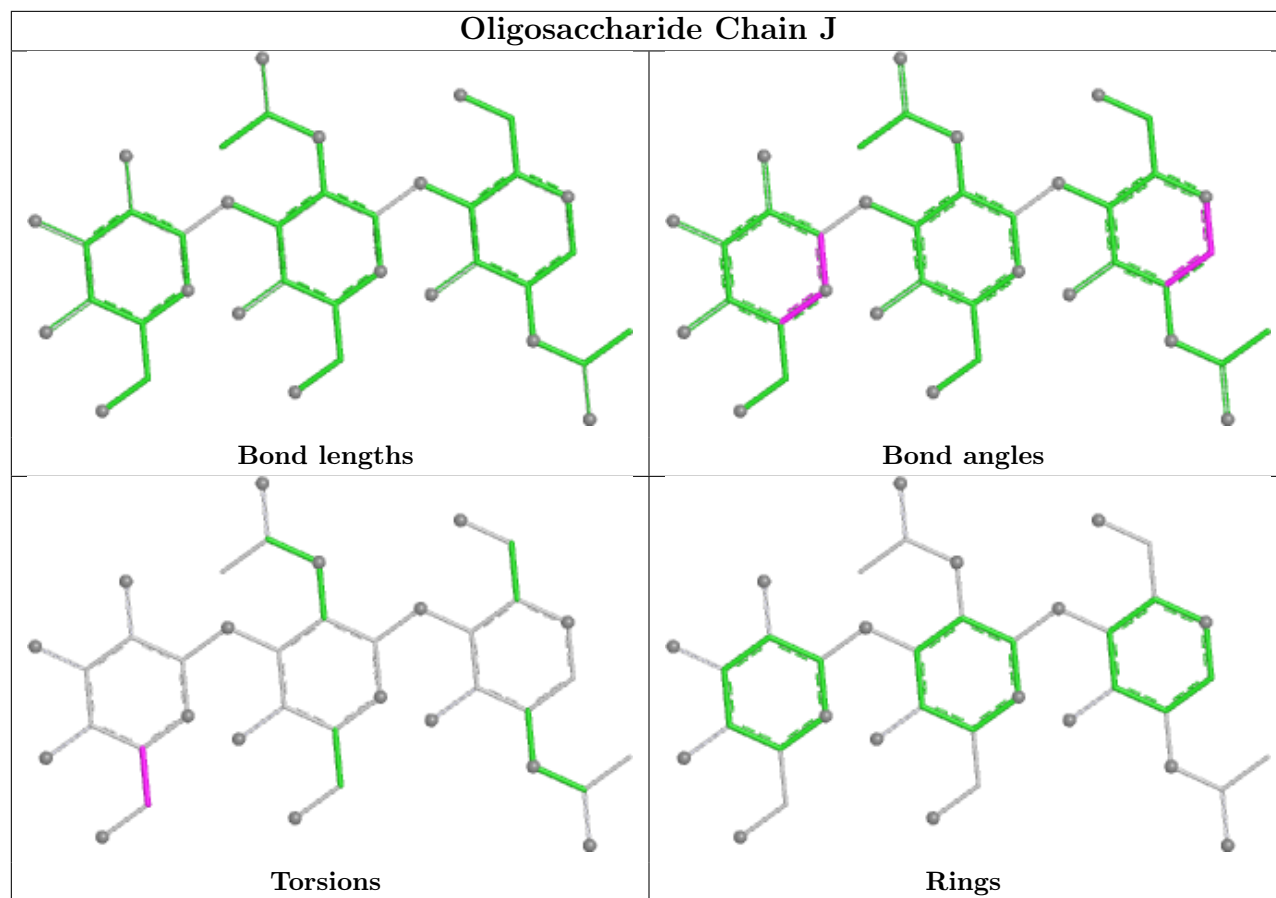 Oligosaccharide Chain J
Bond lengths
Bond angles
Torsions
Rings